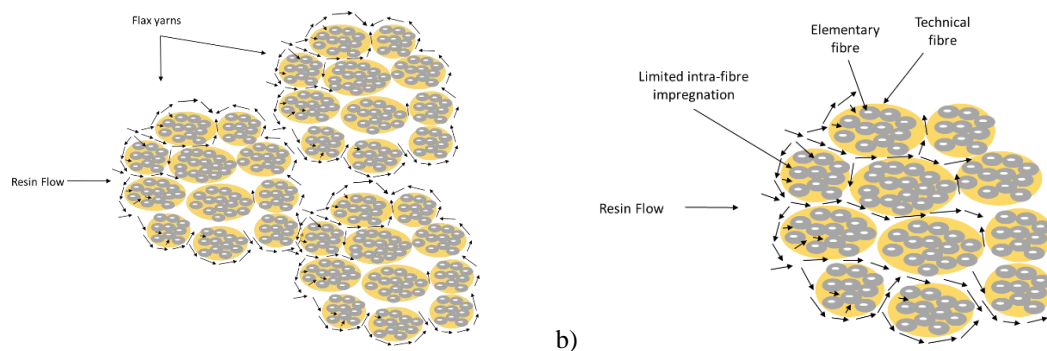 Flax yarns
Resin Flow
b)
Elementary
fibre
Technical
fibre
Limited intra-fibre
impregnation
Resin Flow